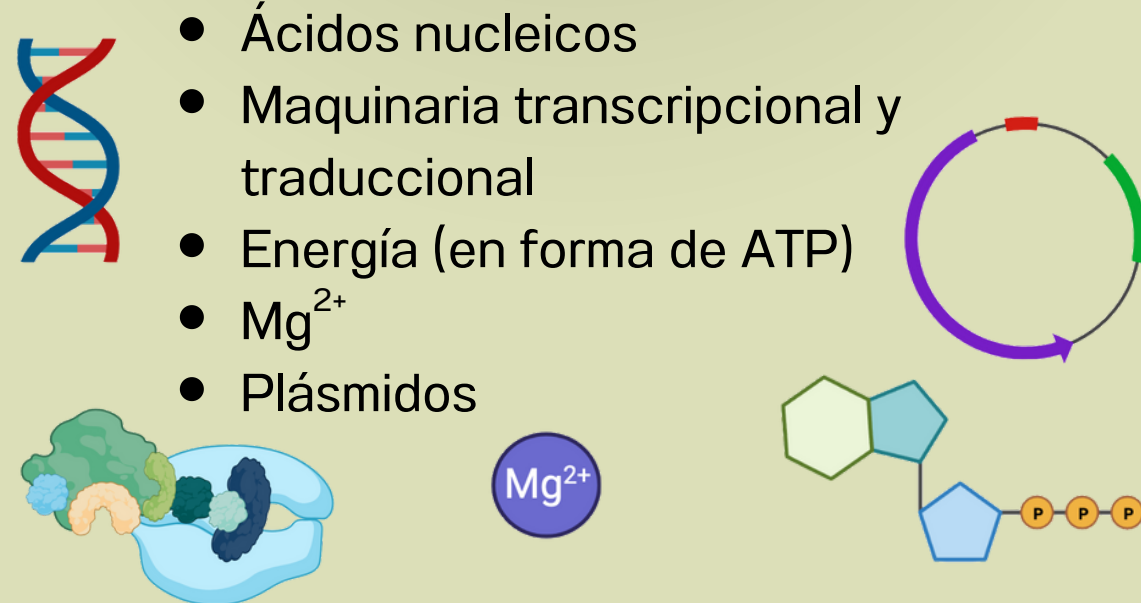 • Ácidos nucleicos
• Maquinaria transcripcional y
traduccional
• Energía (en forma de ATP)
• Mg²⁺
• Plásmidos
Mg²⁺
P P P